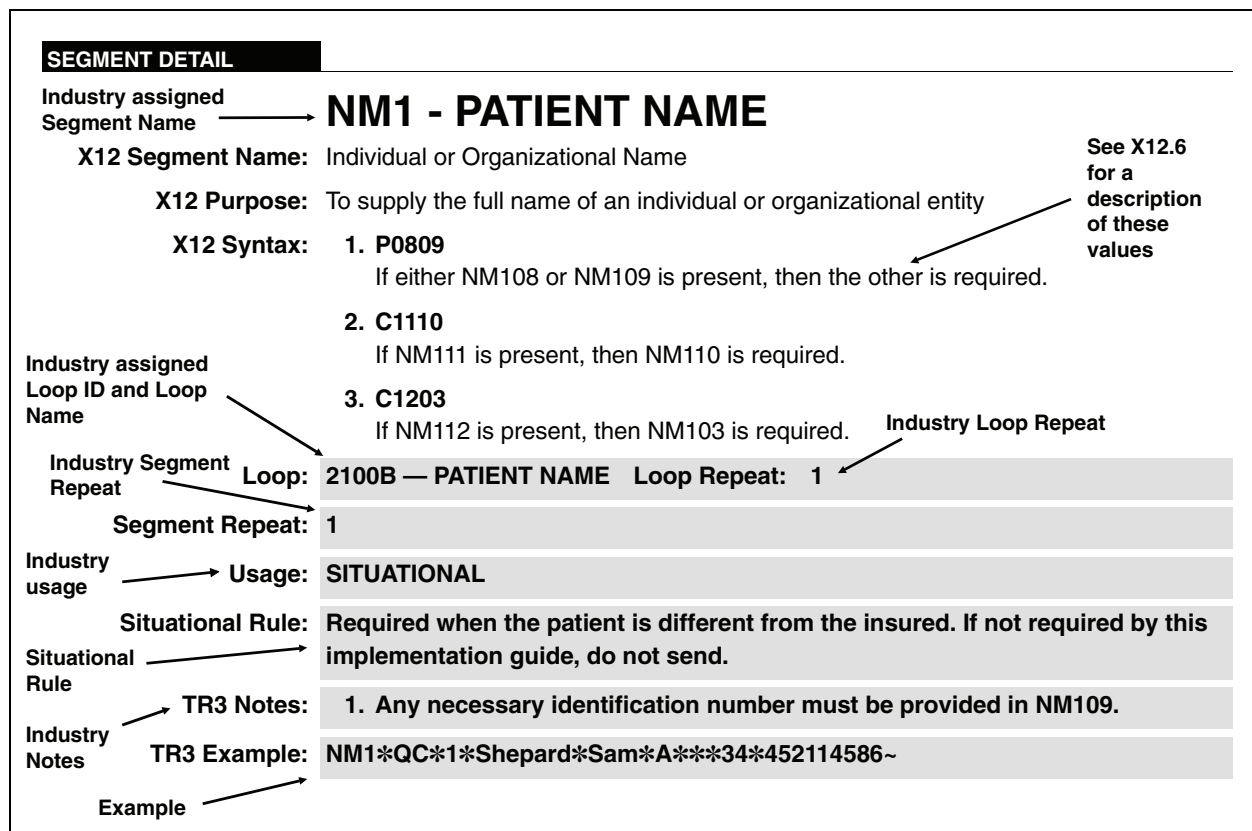 SEGMENT DETAIL
Industry assigned
Segment Name
NM1 - PATIENT NAME
X12 Segment Name: Individual or Organizational Name
See X12.6
for a
description
of these
values
X12 Purpose: To supply the full name of an individual or organizational entity
X12 Syntax: 1. P0809
If either NM108 or NM109 is present, then the other is required.
2. C1110
If NM111 is present, then NM110 is required.
Industry assigned
Loop ID and Loop
Name
3. C1203
If NM112 is present, then NM103 is required.
Industry Loop Repeat
Industry Segment
Repeat
Loop: 2100B — PATIENT NAME Loop Repeat: 1
Segment Repeat: 1
Industry
usage
Usage: SITUATIONAL
Situational Rule: Required when the patient is different from the insured. If not required by this
implementation guide, do not send.
Situational
Rule
TR3 Notes: 1. Any necessary identification number must be provided in NM109.
Industry
Notes
TR3 Example: NM1✽QC✽1✽Shepard✽Sam✽A✽✽✽34✽452114586~
Example